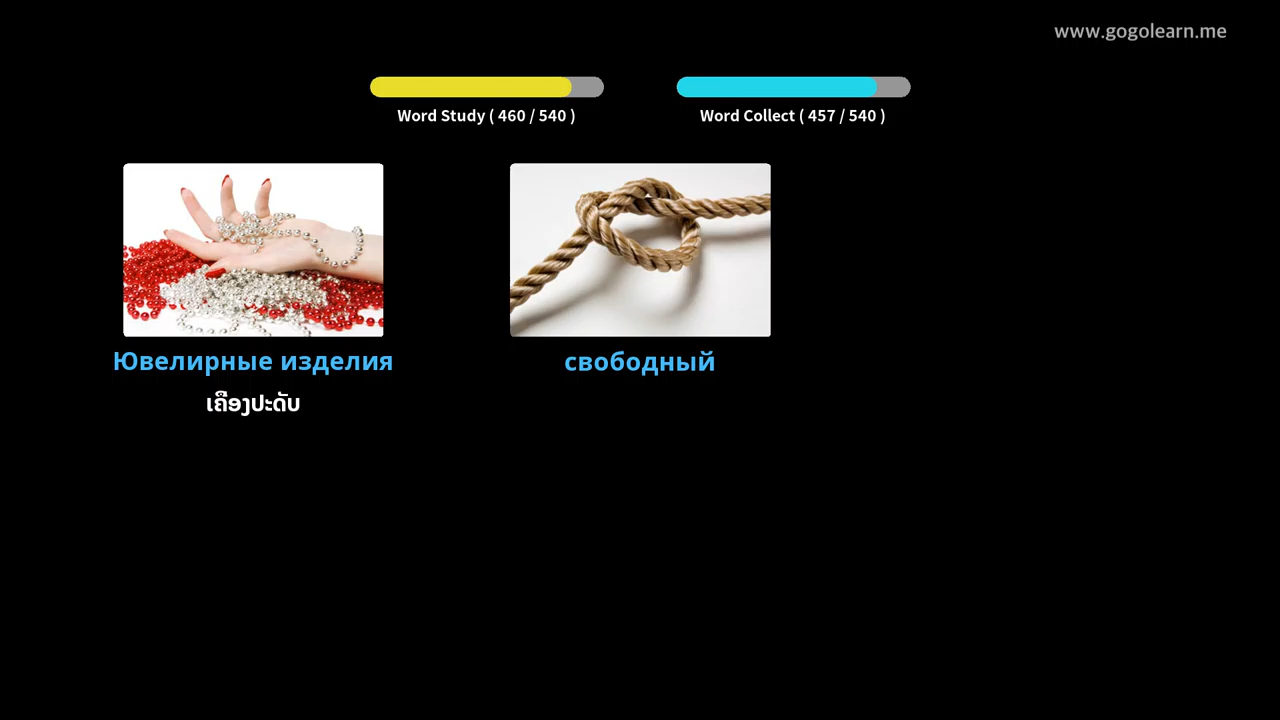 www.gogolearn.me
Word Study ( 460 / 540 )
Word Collect ( 457 / 540 )
Ювелирные изделия
свободный
ເຄື່ອງປະດັບ